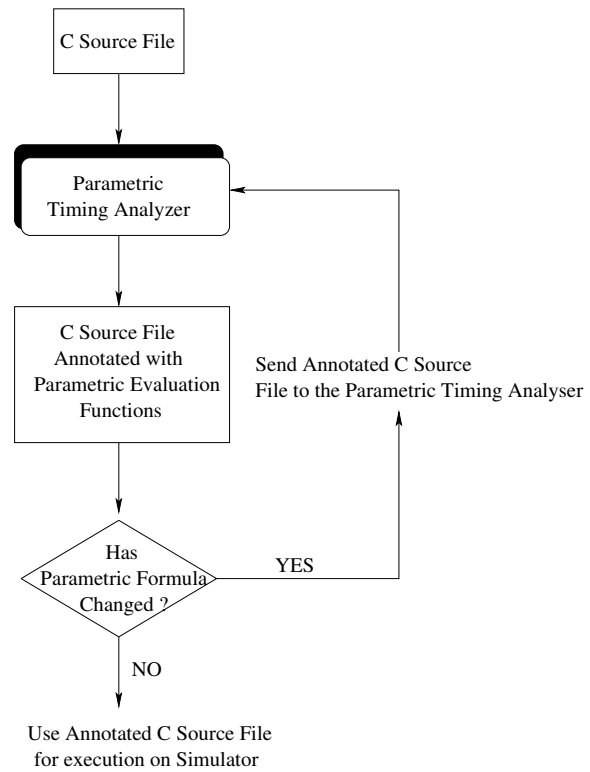 C Source File
Parametric
Timing Analyzer
C Source File
Annotated with
Parametric Evaluation
Functions
Send Annotated C Source
File to the Parametric Timing Analyser
Has
Parametric Formula
Changed ?
YES
NO
Use Annotated C Source File
for execution on Simulator